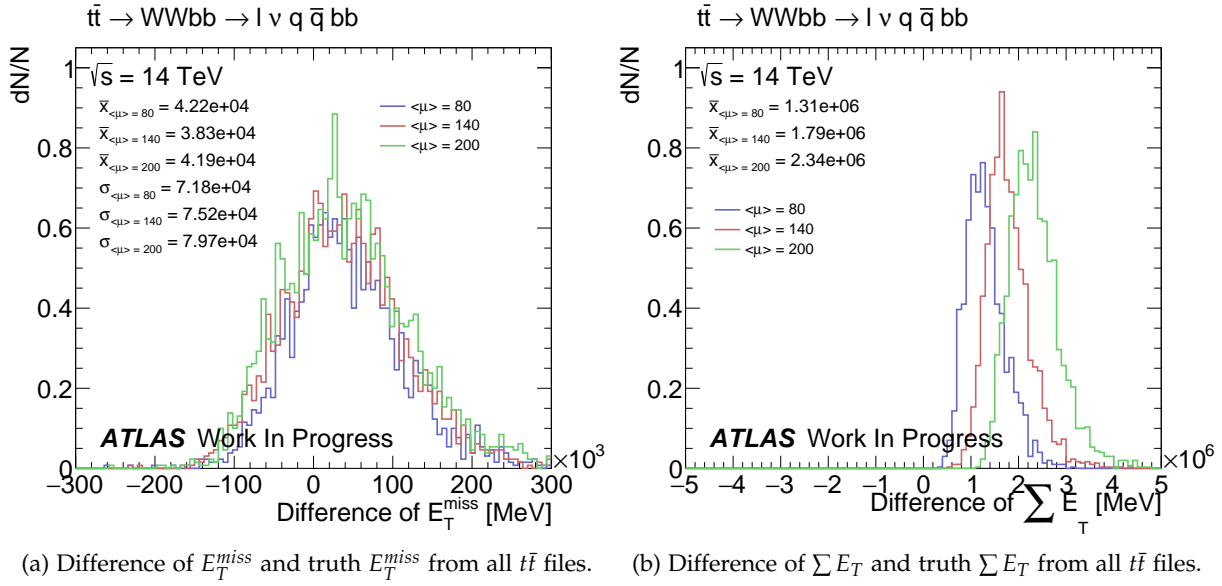 tt̄ → WWbb → l ν q q̄ bb
dN/N
1
0.8
0.6
0.4
0.2
0
√s = 14 TeV
x̄<μ> = 80 = 4.22e+04
x̄<μ> = 140 = 3.83e+04
x̄<μ> = 200 = 4.19e+04
σ<μ> = 80 = 7.18e+04
σ<μ> = 140 = 7.52e+04
σ<μ> = 200 = 7.97e+04
<μ> = 80
<μ> = 140
<μ> = 200
ATLAS Work In Progress
−300 −200 −100 0 100 200 300
×10³
Difference of E_T^miss [MeV]
(a) Difference of E_T^miss and truth E_T^miss from all tt̄ files.
tt̄ → WWbb → l ν q q̄ bb
dN/N
1
0.8
0.6
0.4
0.2
0
√s = 14 TeV
x̄<μ> = 80 = 1.31e+06
x̄<μ> = 140 = 1.79e+06
x̄<μ> = 200 = 2.34e+06
<μ> = 80
<μ> = 140
<μ> = 200
ATLAS Work In Progress
−5 −4 −3 −2 −1 0 1 2 3 4 5
×10⁶
Difference of ∑ E_T [MeV]
(b) Difference of ∑ E_T and truth ∑ E_T from all tt̄ files.